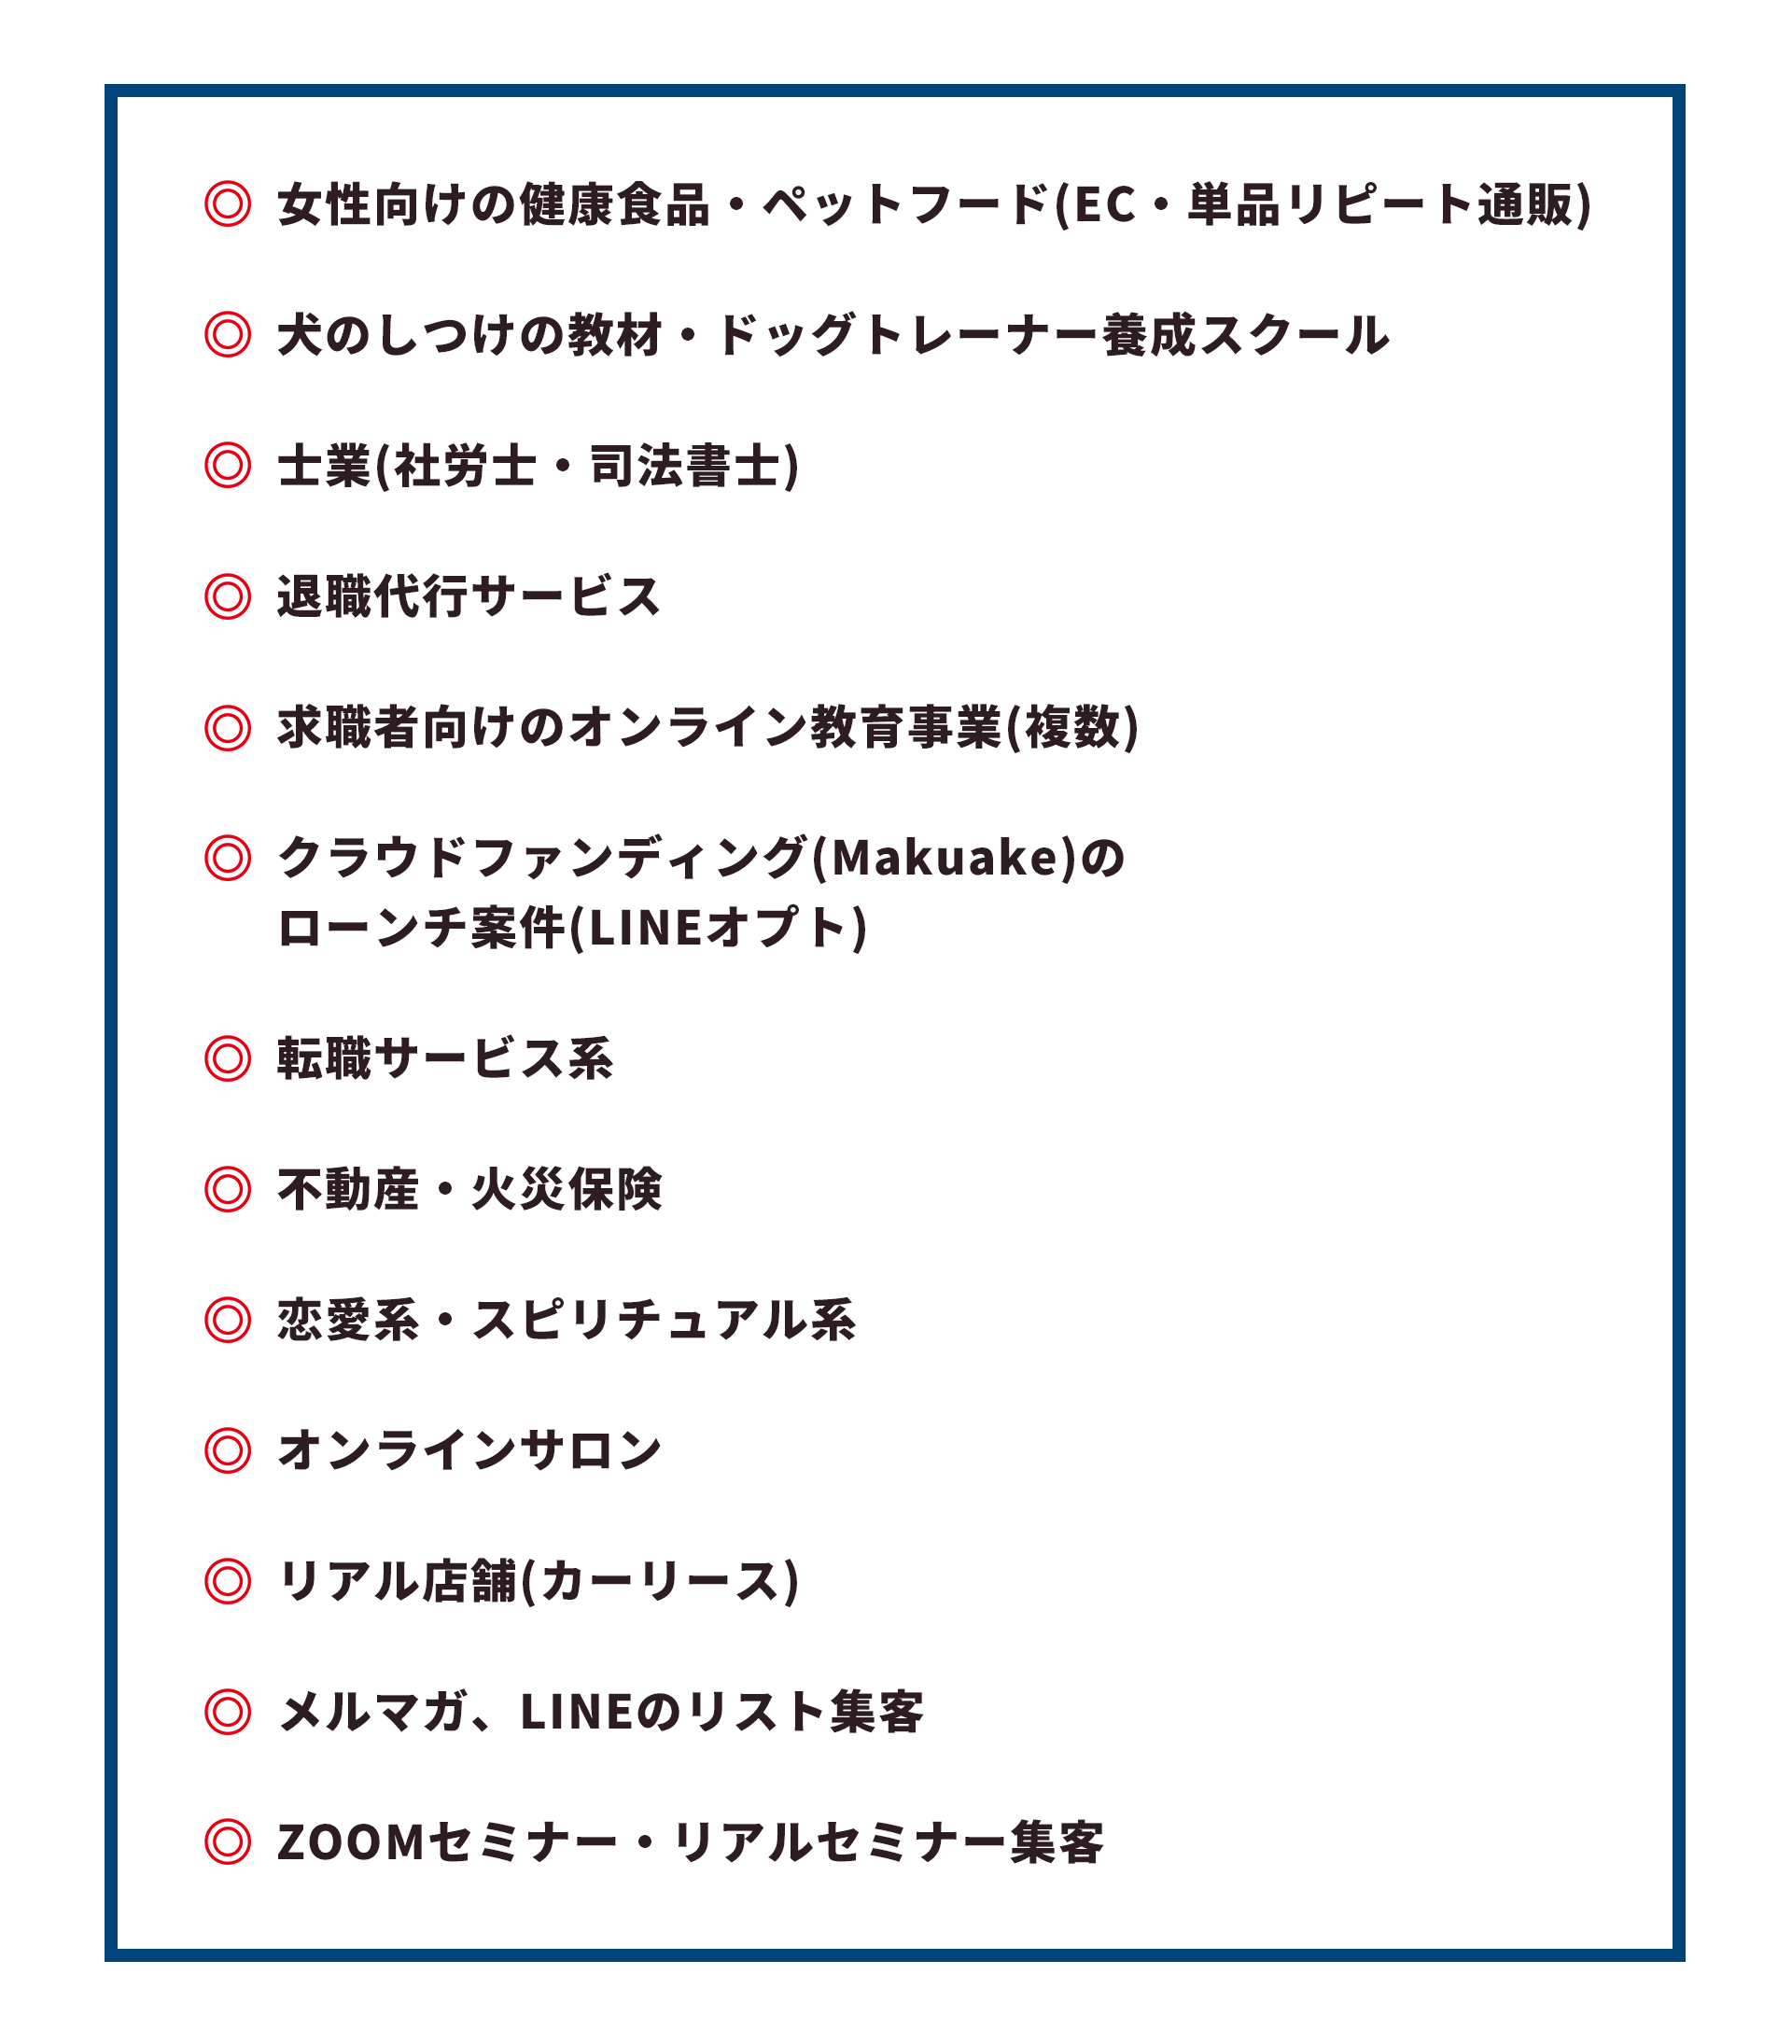 ◎ 女性向けの健康食品・ペットフード(EC・単品リピート通販)
◎ 犬のしつけの教材・ドッグトレーナー養成スクール
◎ 士業(社労士・司法書士)
◎ 退職代行サービス
◎ 求職者向けのオンライン教育事業(複数)
◎ クラウドファンディング(Makuake)の
ローンチ案件(LINEオプト)
◎ 転職サービス系
◎ 不動産・火災保険
◎ 恋愛系・スピリチュアル系
◎ オンラインサロン
◎ リアル店舗(カーリース)
◎ メルマガ、LINEのリスト集客
◎ ZOOMセミナー・リアルセミナー集客